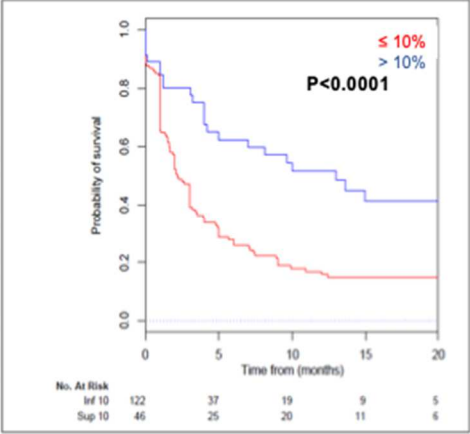 ≤ 10%
> 10%
P<0.0001
Probability of survival
1.0
0.8
0.6
0.4
0.2
0.0
0 5 10 15 20
Time from (months)
No. At Risk
Inf 10 122 37 19 9 5
Sup 10 46 25 20 11 6